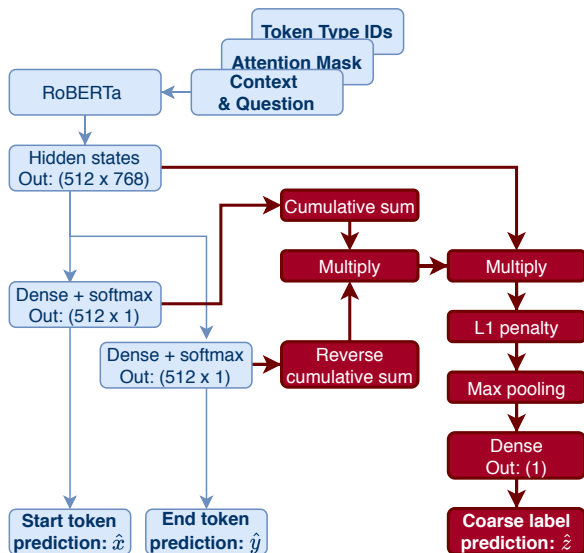 Token Type IDs
Attention Mask
Context
& Question
RoBERTa
Hidden states
Out: (512 x 768)
Cumulative sum
Multiply
Multiply
Dense + softmax
Out: (512 x 1)
L1 penalty
Dense + softmax
Out: (512 x 1)
Reverse
cumulative sum
Max pooling
Dense
Out: (1)
Start token
prediction: x̂
End token
prediction: ŷ
Coarse label
prediction: ẑ